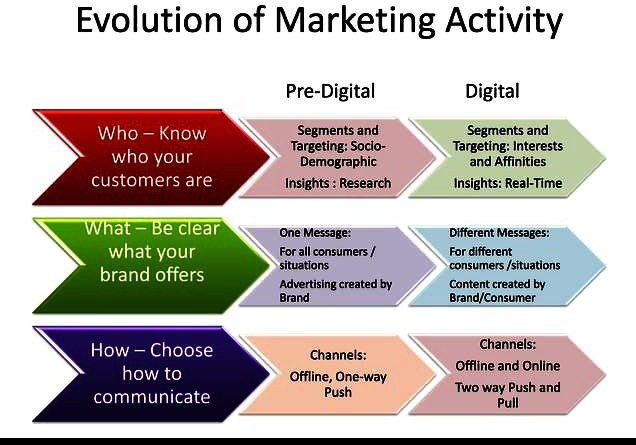 Evolution of Marketing Activity
Pre-Digital
Digital
Who – Know
who your
customers are
Segments and
Targeting: Socio-
Demographic
Insights : Research
Segments and
Targeting: Interests
and Affinities
Insights: Real-Time
What – Be clear
what your
brand offers
One Message:
For all consumers /
situations
Advertising created by
Brand
Different Messages:
For different
consumers /situations
Content created by
Brand/Consumer
How – Choose
how to
communicate
Channels:
Offline, One-way
Push
Channels:
Offline and Online
Two way Push and
Pull